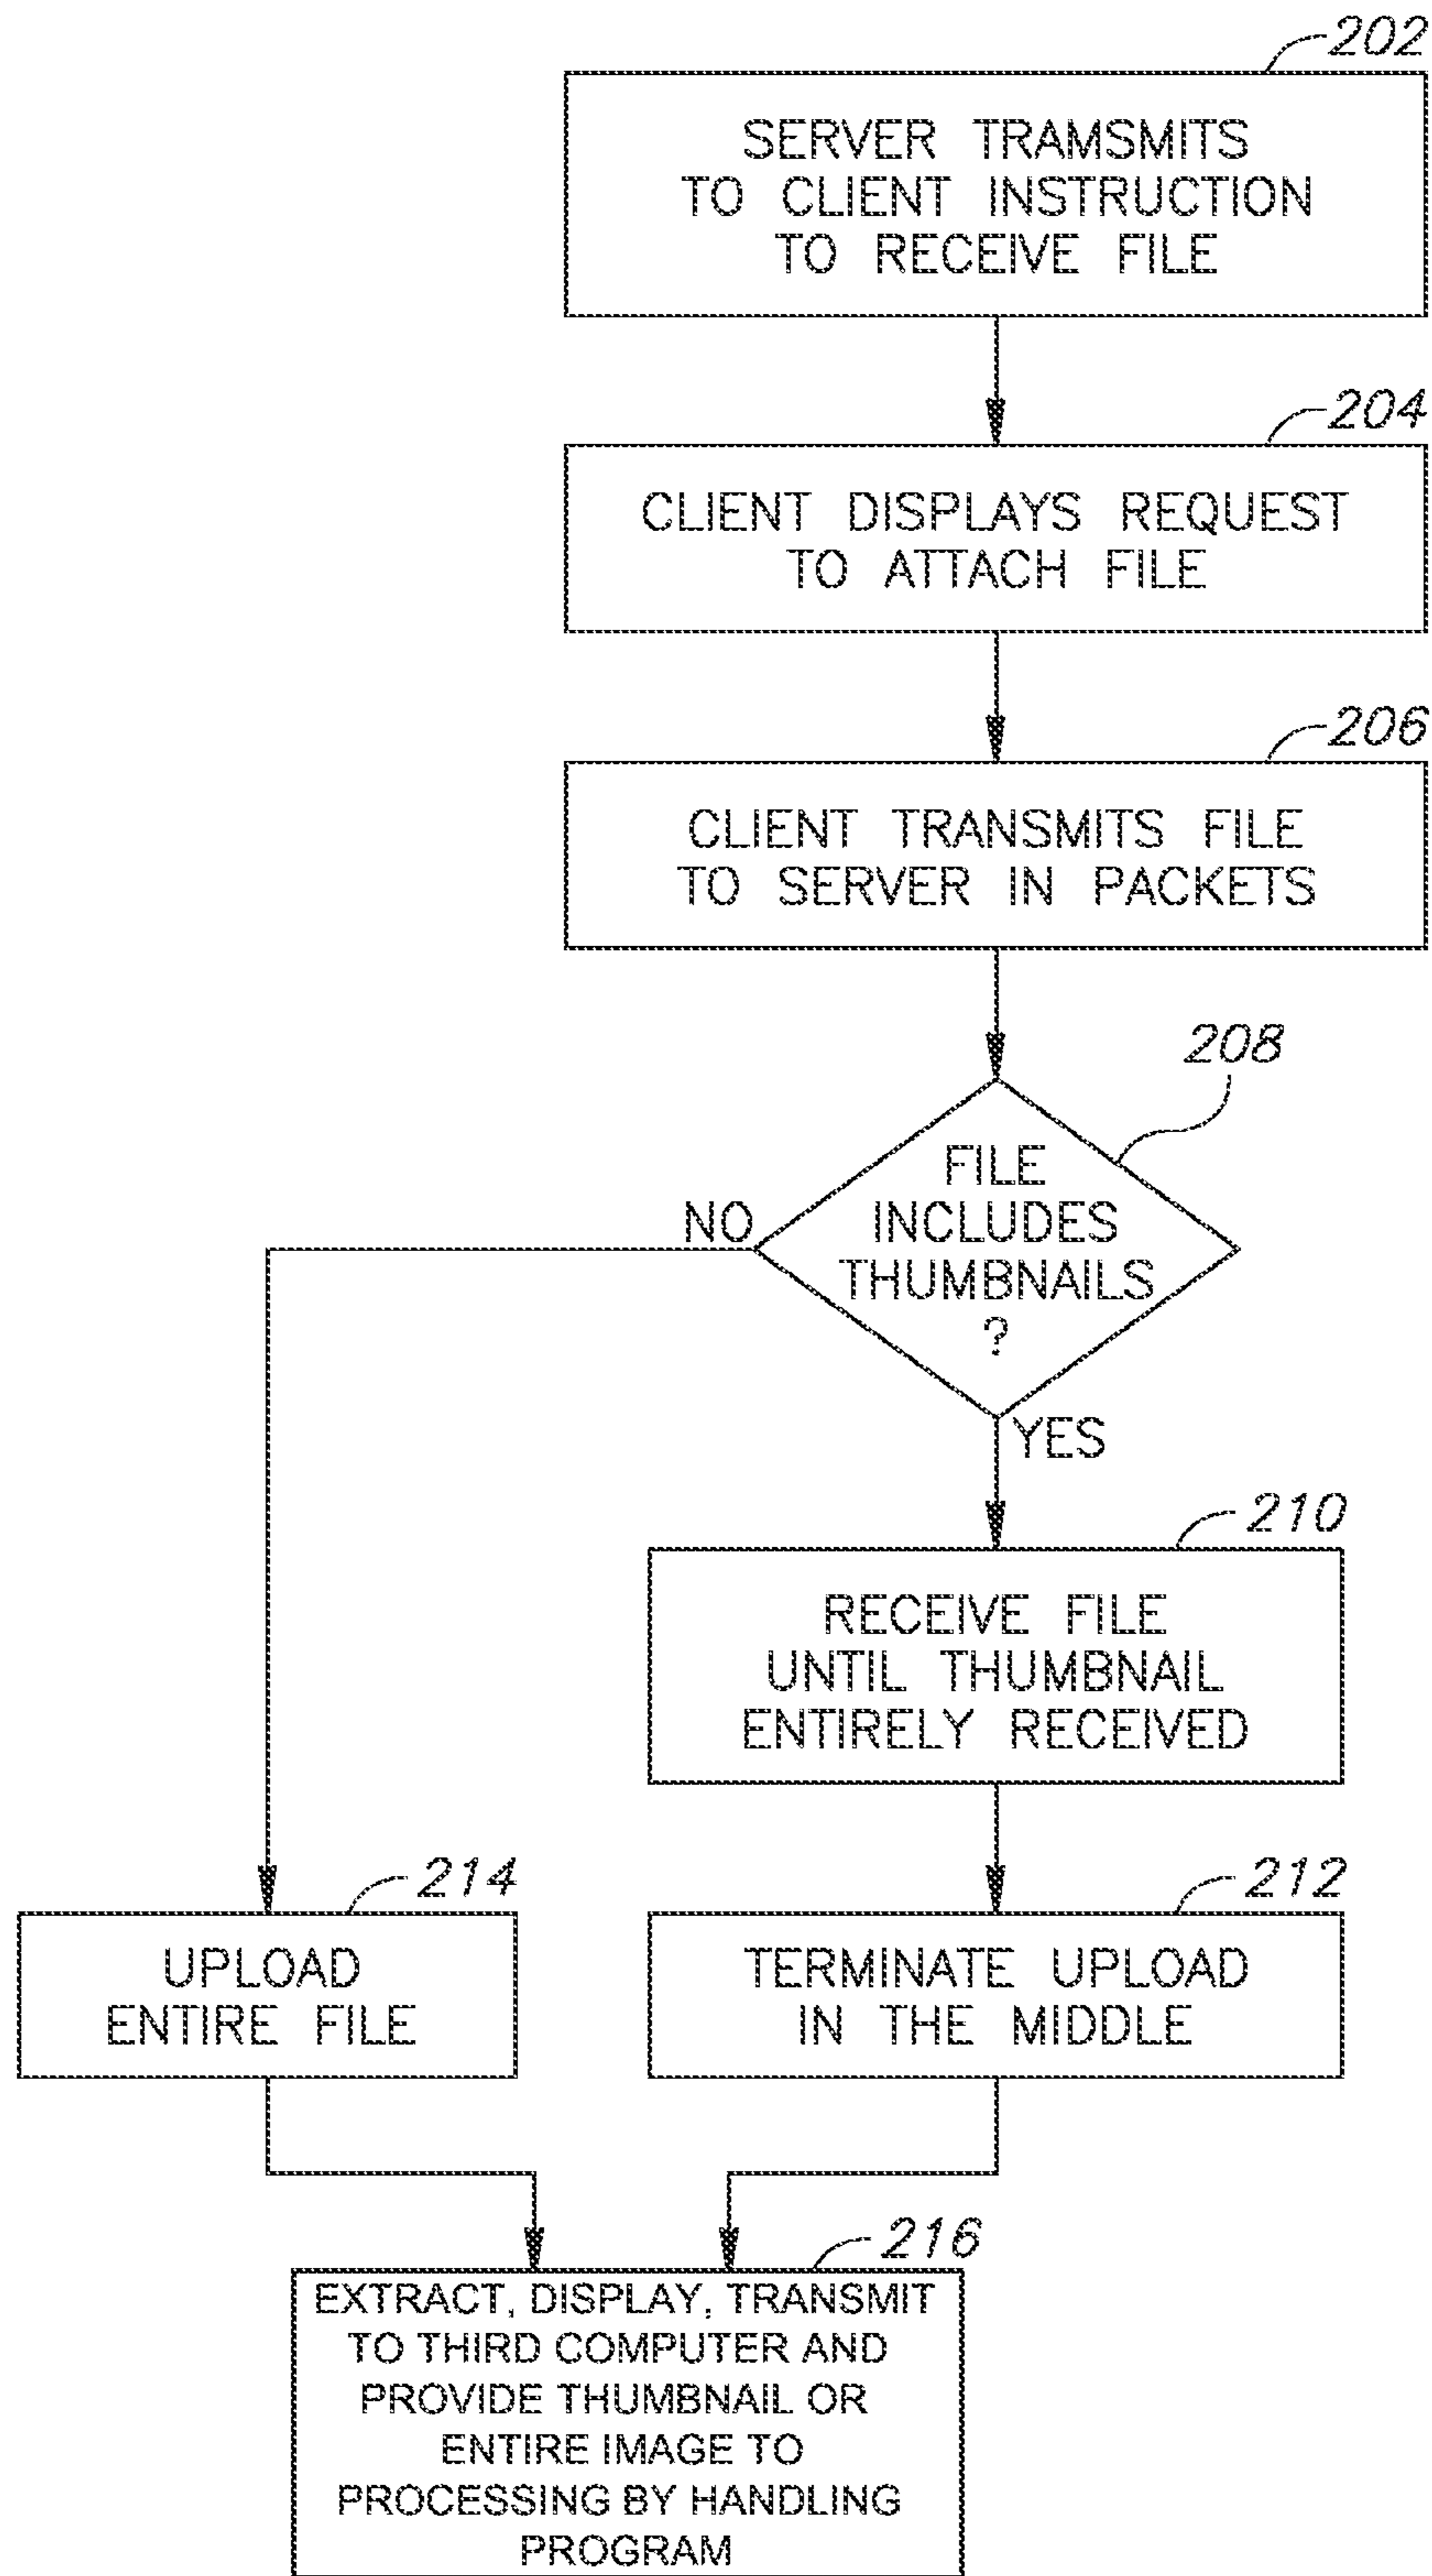 202
SERVER TRAMSMITS
TO CLIENT INSTRUCTION
TO RECEIVE FILE
204
CLIENT DISPLAYS REQUEST
TO ATTACH FILE
206
CLIENT TRANSMITS FILE
TO SERVER IN PACKETS
208
FILE
INCLUDES
THUMBNAILS
?
NO
YES
210
RECEIVE FILE
UNTIL THUMBNAIL
ENTIRELY RECEIVED
214
UPLOAD
ENTIRE FILE
212
TERMINATE UPLOAD
IN THE MIDDLE
216
EXTRACT, DISPLAY, TRANSMIT
TO THIRD COMPUTER AND
PROVIDE THUMBNAIL OR
ENTIRE IMAGE TO
PROCESSING BY HANDLING
PROGRAM